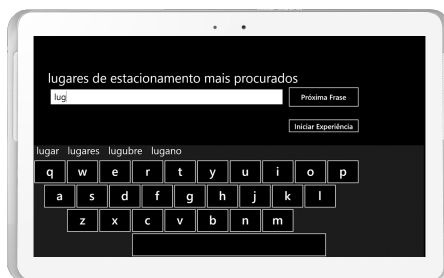 lugares de estacionamento mais procurados
lug
Próxima Frase
Iniciar Experiência
lugar lugares lugubre lugano
q w e r t y u i o p
a s d f g h j k l
z x c v b n m